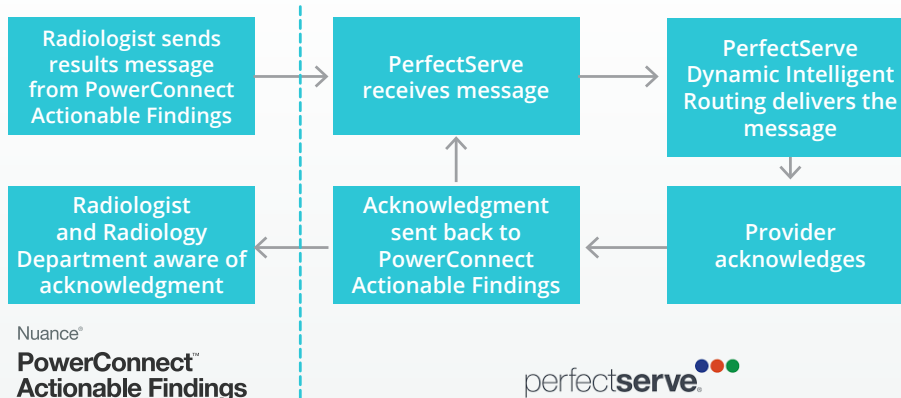 Radiologist sends
results message
from PowerConnect
Actionable Findings
PerfectServe
receives message
PerfectServe
Dynamic Intelligent
Routing delivers the
message
Radiologist
and Radiology
Department aware of
acknowledgment
Acknowledgment
sent back to
PowerConnect
Actionable Findings
Provider
acknowledges
Nuance®
PowerConnect™
Actionable Findings
perfectserve®